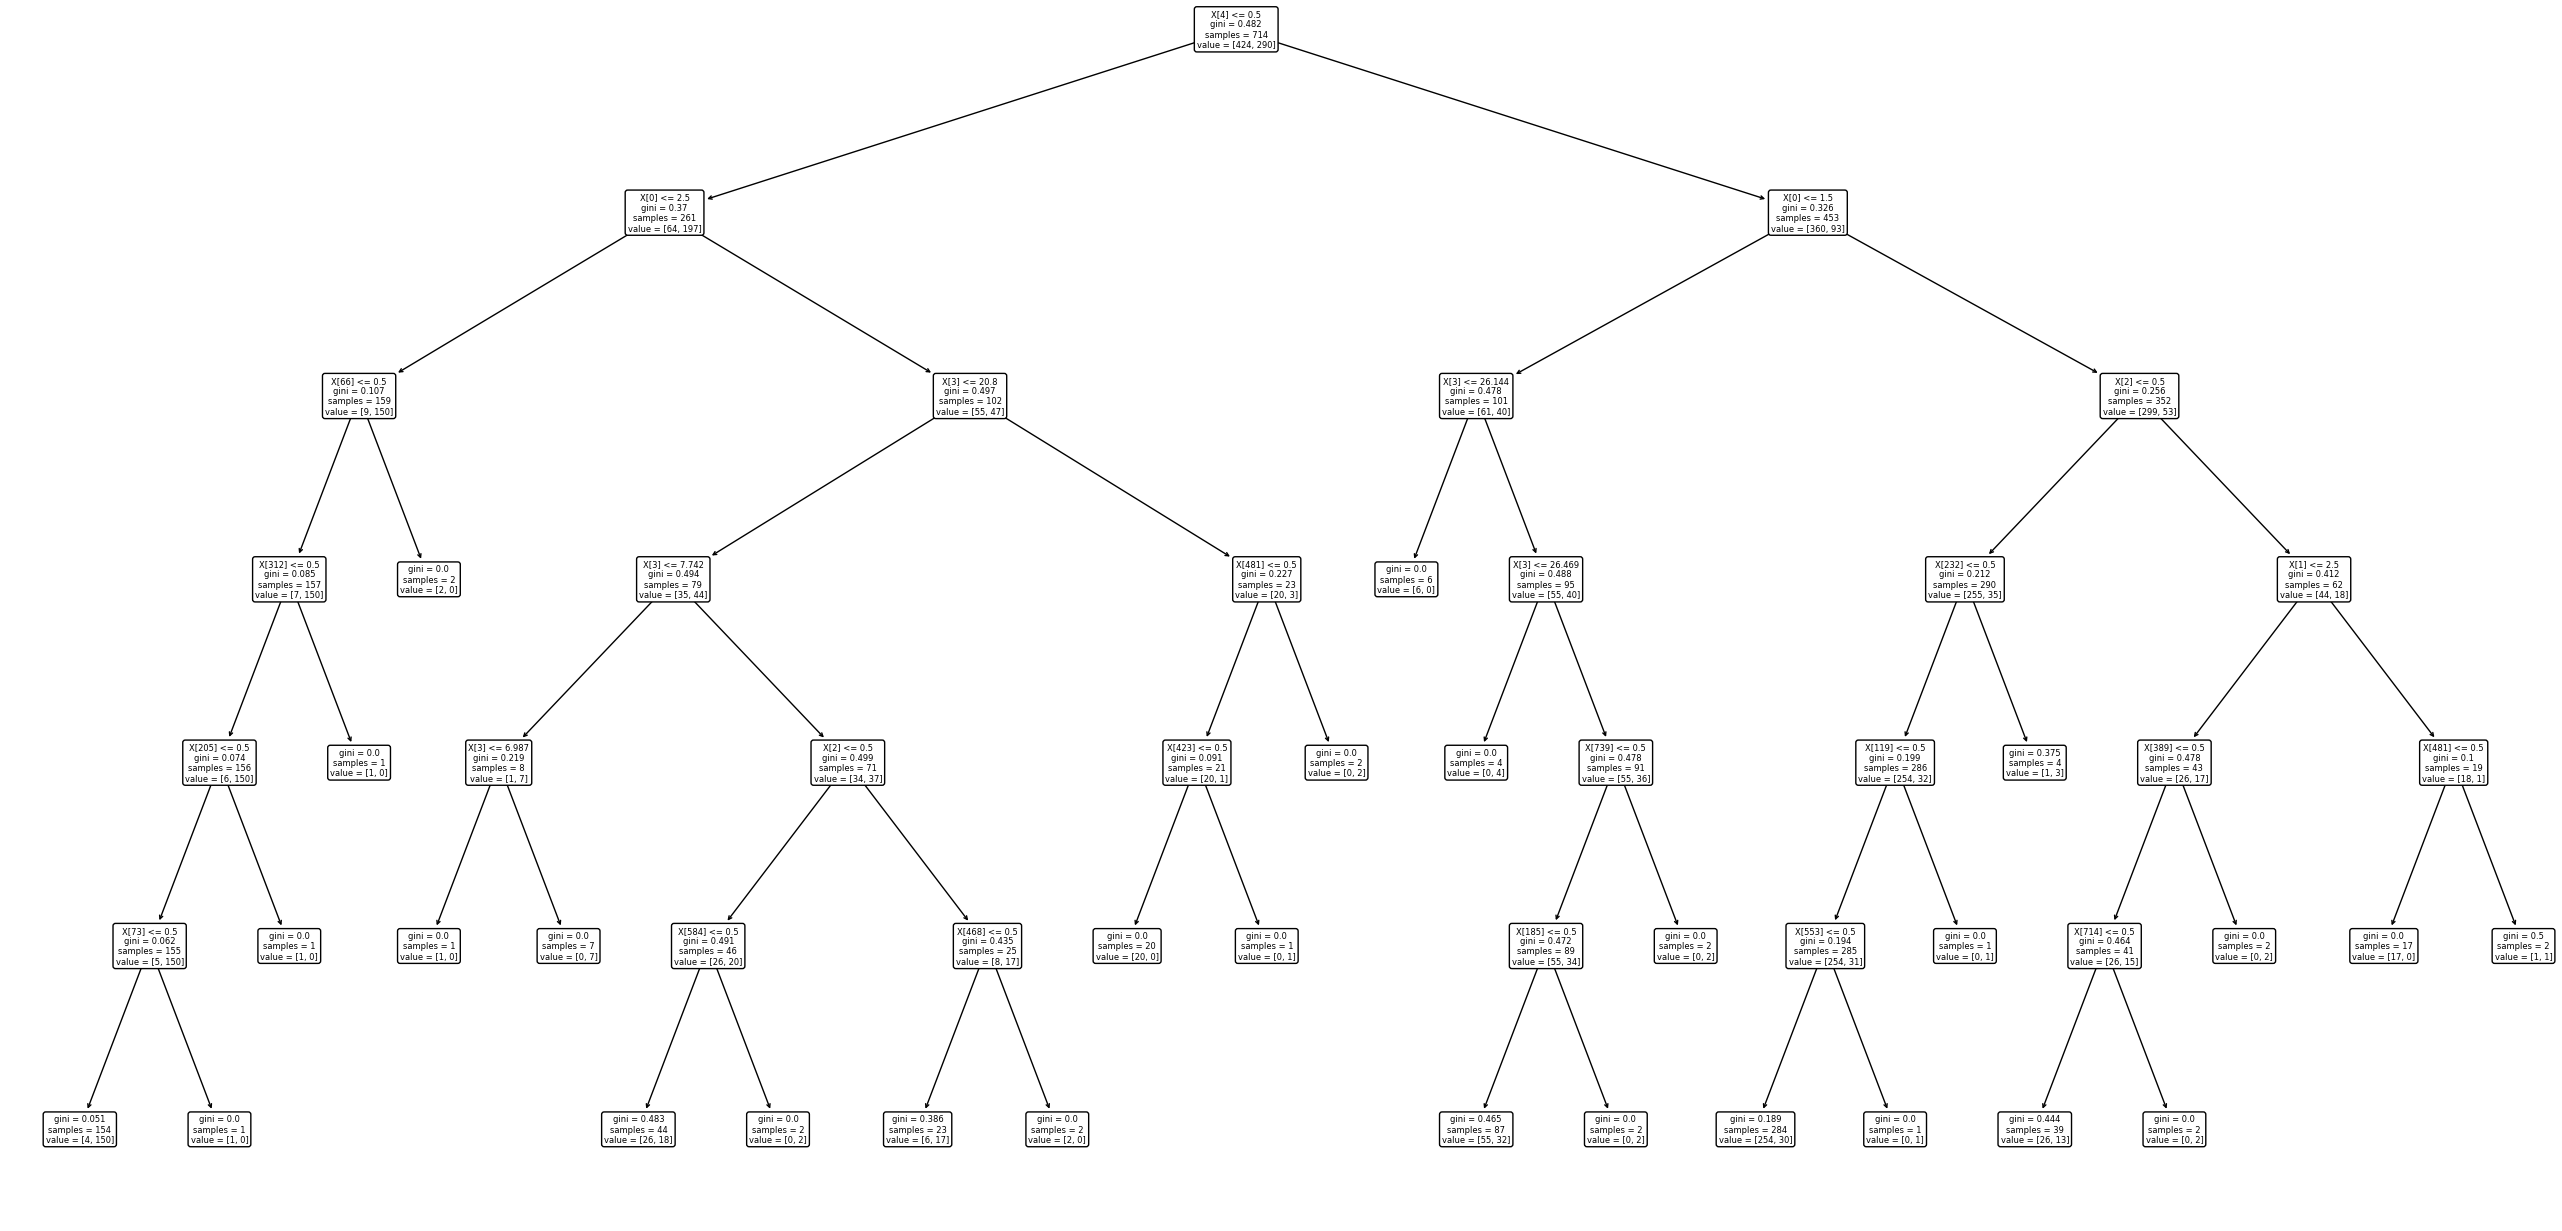 X[4] <= 0.5
gini = 0.482
samples = 714
value = [424, 290]
X[0] <= 2.5
gini = 0.37
samples = 261
value = [64, 197]
X[0] <= 1.5
gini = 0.326
samples = 453
value = [360, 93]
X[66] <= 0.5
gini = 0.107
samples = 159
value = [9, 150]
X[3] <= 20.8
gini = 0.497
samples = 102
value = [55, 47]
X[3] <= 26.144
gini = 0.478
samples = 101
value = [61, 40]
X[2] <= 0.5
gini = 0.256
samples = 352
value = [299, 53]
X[312] <= 0.5
gini = 0.085
samples = 157
value = [7, 150]
gini = 0.0
samples = 2
value = [2, 0]
X[3] <= 7.742
gini = 0.494
samples = 79
value = [35, 44]
X[481] <= 0.5
gini = 0.227
samples = 23
value = [20, 3]
gini = 0.0
samples = 6
value = [6, 0]
X[3] <= 26.469
gini = 0.488
samples = 95
value = [55, 40]
X[232] <= 0.5
gini = 0.212
samples = 290
value = [255, 35]
X[1] <= 2.5
gini = 0.412
samples = 62
value = [44, 18]
X[205] <= 0.5
gini = 0.074
samples = 156
value = [6, 150]
gini = 0.0
samples = 1
value = [1, 0]
X[3] <= 6.987
gini = 0.219
samples = 8
value = [1, 7]
X[2] <= 0.5
gini = 0.499
samples = 71
value = [34, 37]
X[423] <= 0.5
gini = 0.091
samples = 21
value = [20, 1]
gini = 0.0
samples = 2
value = [0, 2]
gini = 0.0
samples = 4
value = [0, 4]
X[739] <= 0.5
gini = 0.478
samples = 91
value = [55, 36]
X[119] <= 0.5
gini = 0.199
samples = 286
value = [254, 32]
gini = 0.375
samples = 4
value = [1, 3]
X[389] <= 0.5
gini = 0.478
samples = 43
value = [26, 17]
X[481] <= 0.5
gini = 0.1
samples = 19
value = [18, 1]
X[73] <= 0.5
gini = 0.062
samples = 155
value = [5, 150]
gini = 0.0
samples = 1
value = [1, 0]
gini = 0.0
samples = 1
value = [1, 0]
gini = 0.0
samples = 7
value = [0, 7]
X[584] <= 0.5
gini = 0.491
samples = 46
value = [26, 20]
X[468] <= 0.5
gini = 0.435
samples = 25
value = [8, 17]
gini = 0.0
samples = 20
value = [20, 0]
gini = 0.0
samples = 1
value = [0, 1]
X[185] <= 0.5
gini = 0.472
samples = 89
value = [55, 34]
gini = 0.0
samples = 2
value = [0, 2]
X[553] <= 0.5
gini = 0.194
samples = 285
value = [254, 31]
gini = 0.0
samples = 1
value = [0, 1]
X[714] <= 0.5
gini = 0.464
samples = 41
value = [26, 15]
gini = 0.0
samples = 2
value = [0, 2]
gini = 0.0
samples = 17
value = [17, 0]
gini = 0.5
samples = 2
value = [1, 1]
gini = 0.051
samples = 154
value = [4, 150]
gini = 0.0
samples = 1
value = [1, 0]
gini = 0.483
samples = 44
value = [26, 18]
gini = 0.0
samples = 2
value = [0, 2]
gini = 0.386
samples = 23
value = [6, 17]
gini = 0.0
samples = 2
value = [2, 0]
gini = 0.465
samples = 87
value = [55, 32]
gini = 0.0
samples = 2
value = [0, 2]
gini = 0.189
samples = 284
value = [254, 30]
gini = 0.0
samples = 1
value = [0, 1]
gini = 0.444
samples = 39
value = [26, 13]
gini = 0.0
samples = 2
value = [0, 2]